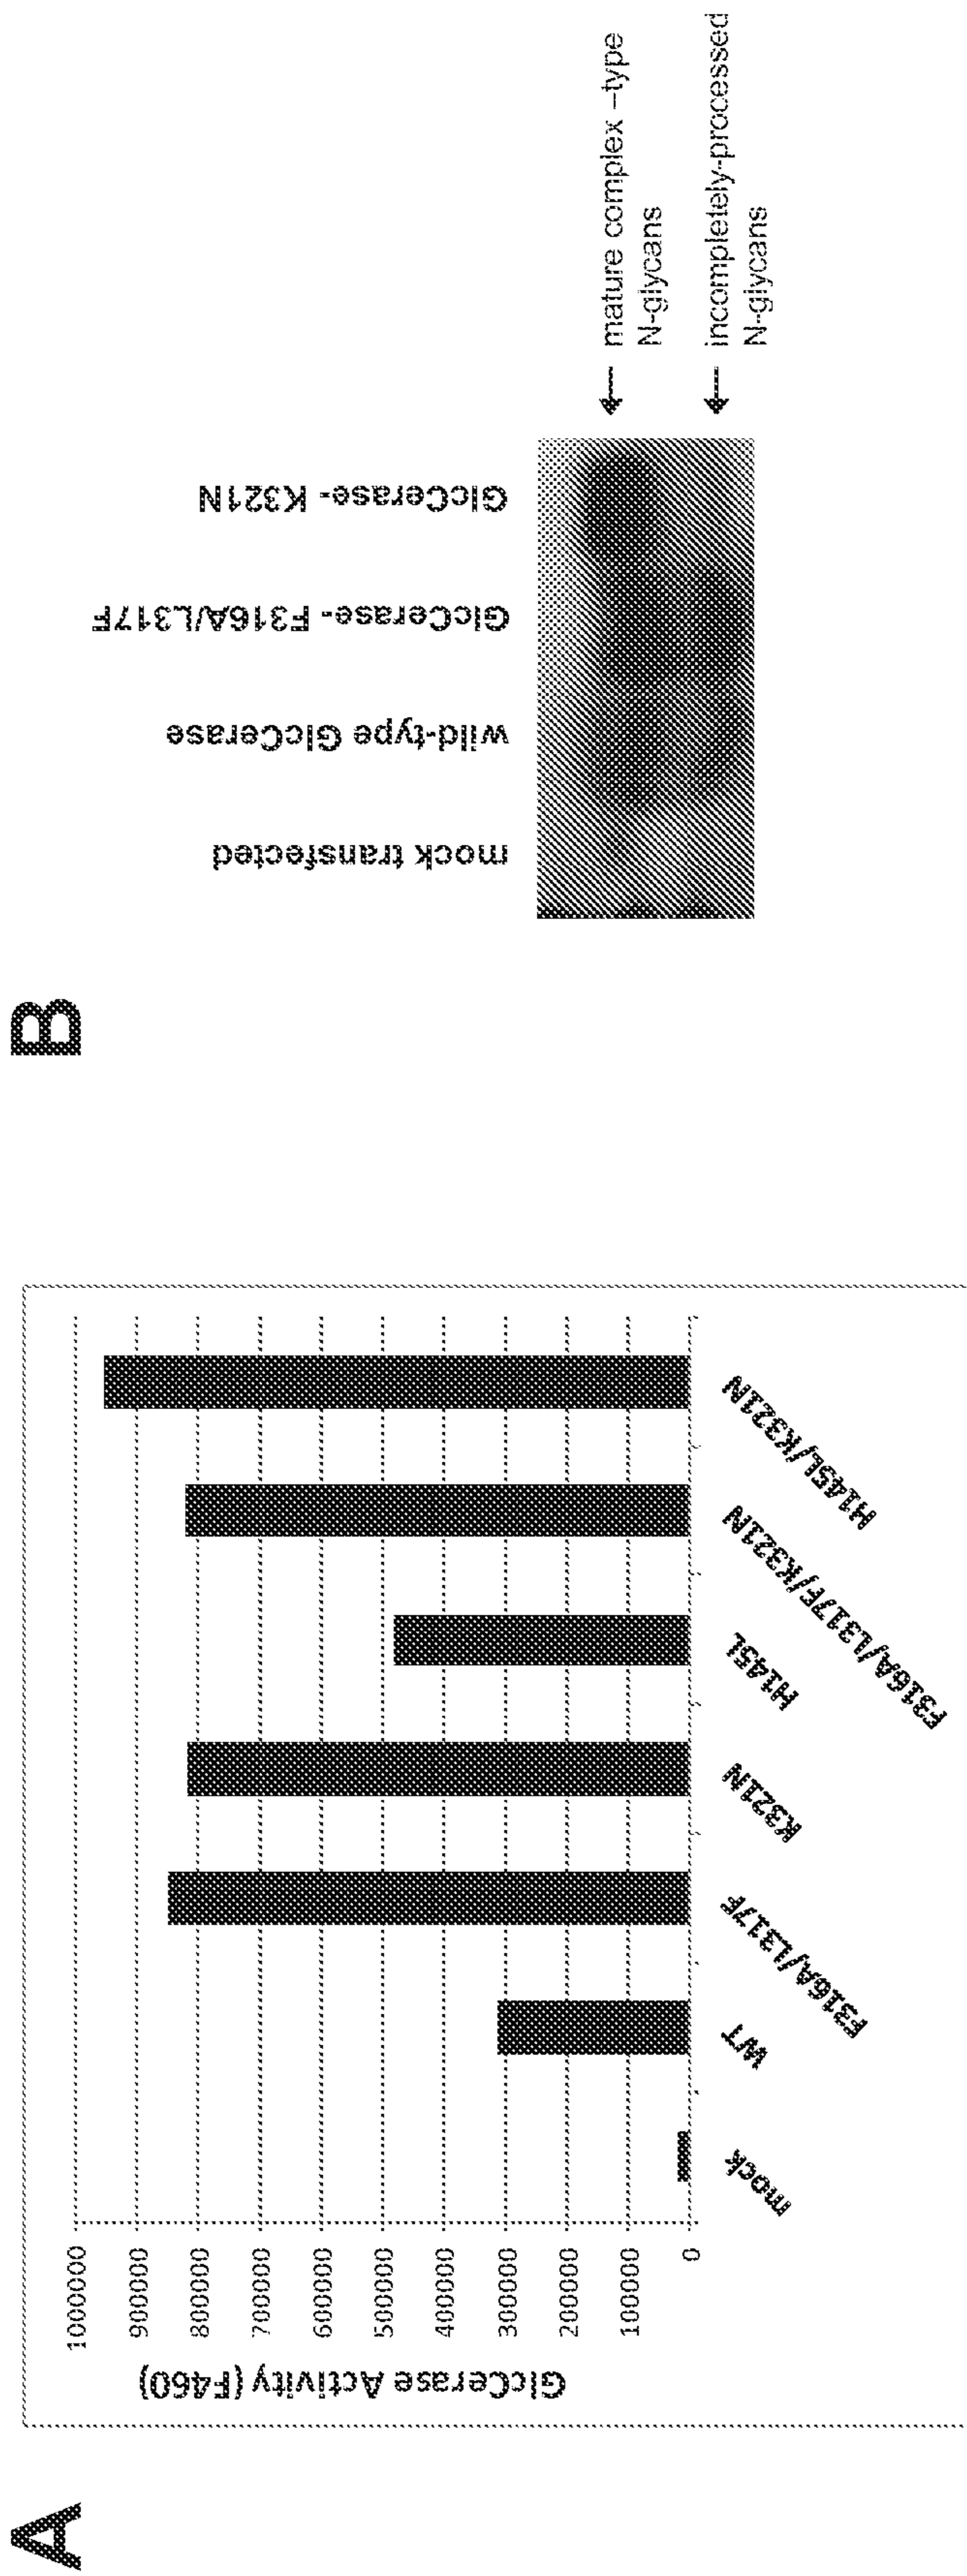 A
GlcCerase Activity (F460)
1000000
900000
800000
700000
600000
500000
400000
300000
200000
100000
0
mock
WT
F316A/L317F
K321N
H145L
F316A/L317F/K321N
H145L/K321N
B
mock transfected
wild-type GlcCerase
GlcCerase- F316A/L317F
GlcCerase- K321N
mature complex –type
N-glycans
incompletely-processed
N-glycans